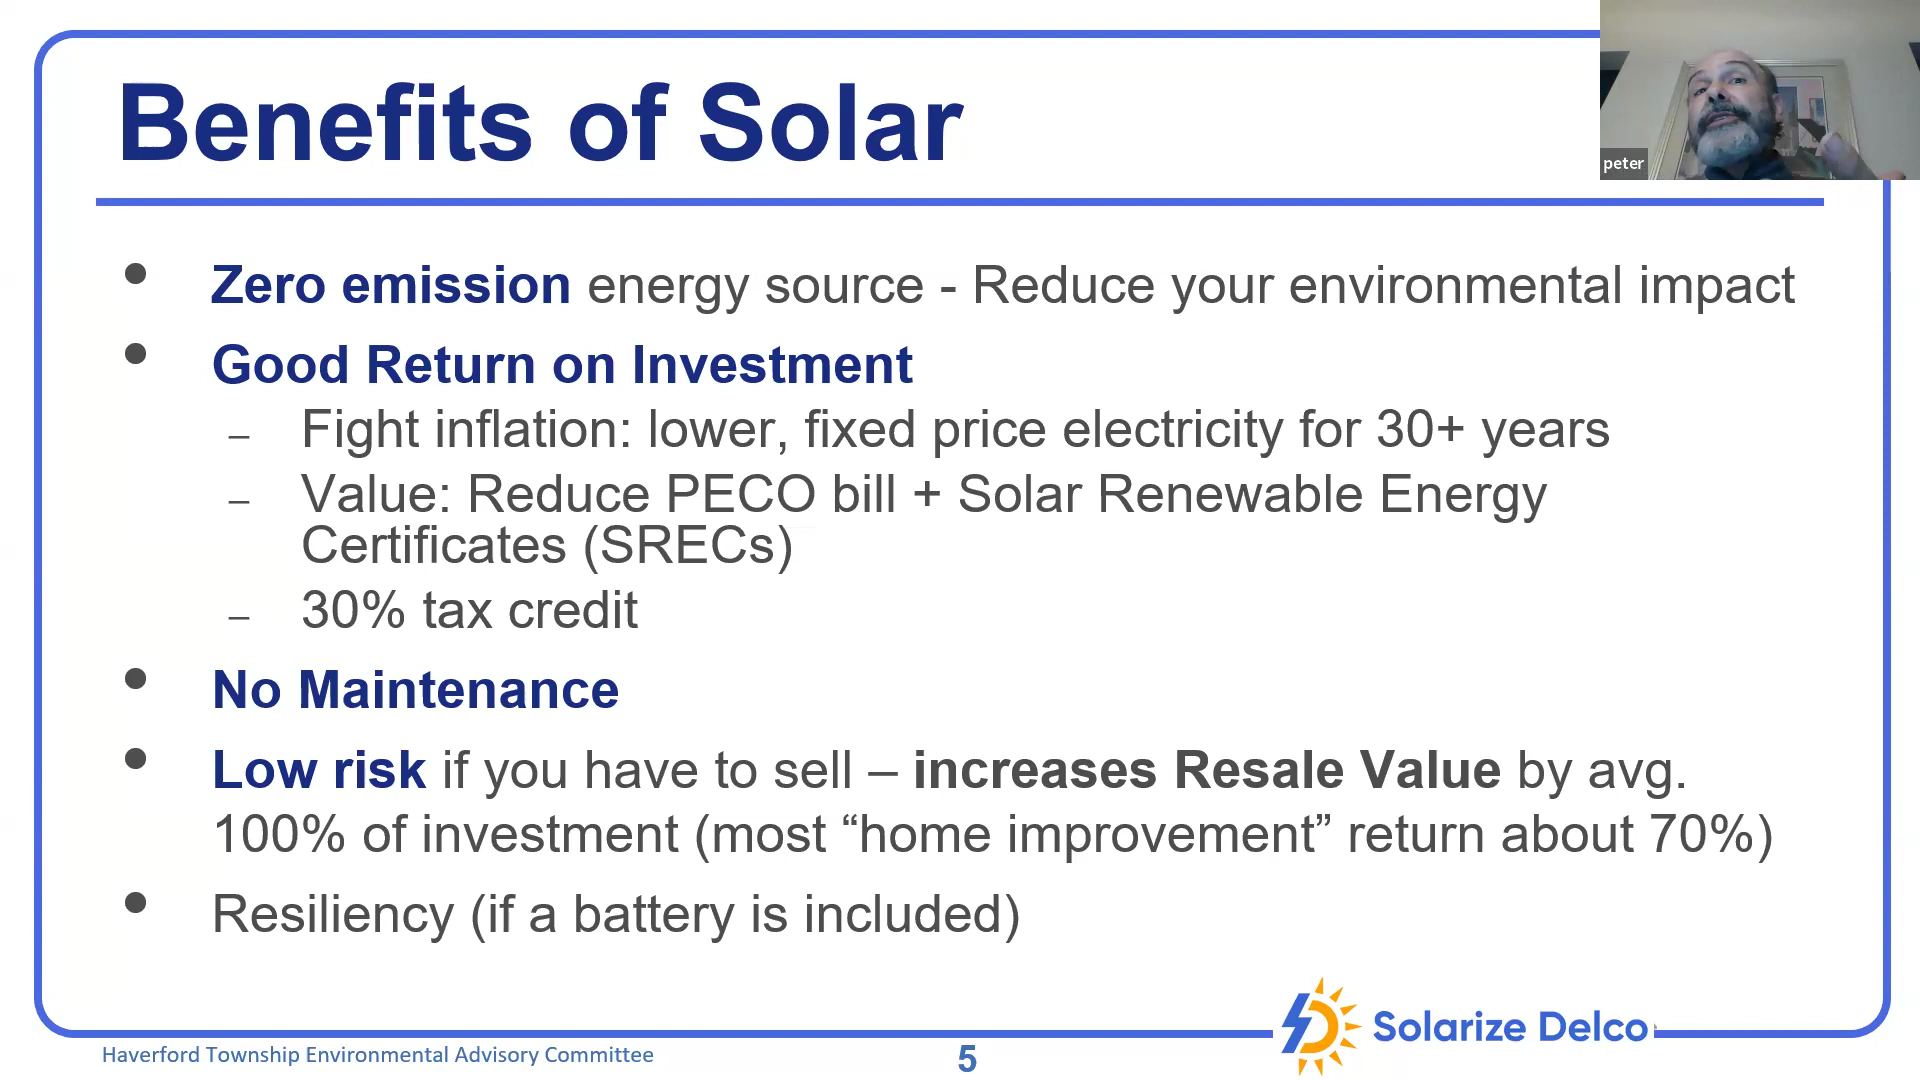 Benefits of Solar
peter
• Zero emission energy source - Reduce your environmental impact
• Good Return on Investment
– Fight inflation: lower, fixed price electricity for 30+ years
– Value: Reduce PECO bill + Solar Renewable Energy
Certificates (SRECs)
– 30% tax credit
• No Maintenance
• Low risk if you have to sell – increases Resale Value by avg.
100% of investment (most “home improvement” return about 70%)
• Resiliency (if a battery is included)
Solarize Delco
Haverford Township Environmental Advisory Committee
5